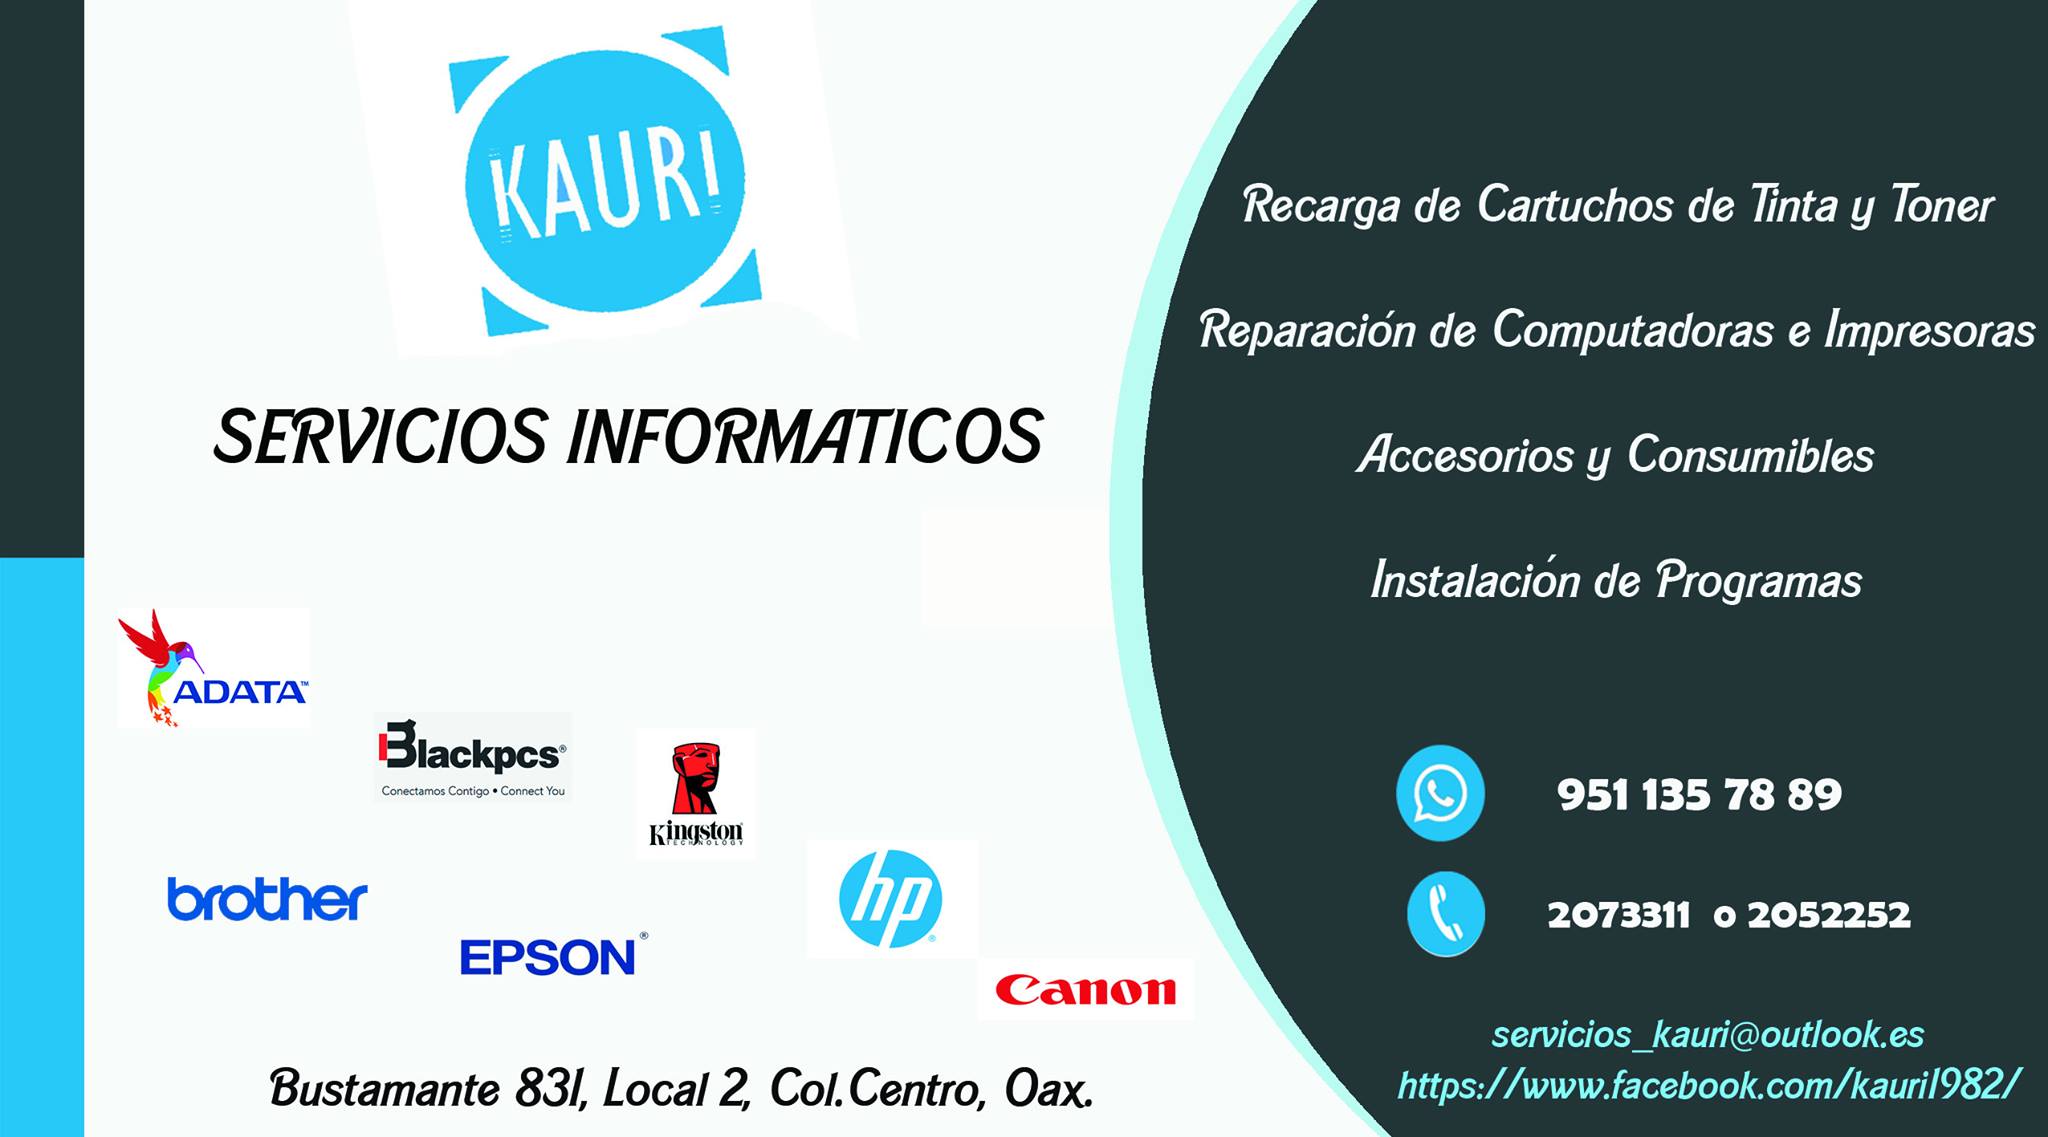 KAURI
SERVICIOS INFORMATICOS
ADATA™
Blackpcs®
Conectamos Contigo • Connect You
Kingston
TECHNOLOGY
brother
EPSON®
hp®
Canon
Bustamante 831, Local 2, Col.Centro, Oax.
Recarga de Cartuchos de Tinta y Toner
Reparación de Computadoras e Impresoras
Accesorios y Consumibles
Instalación de Programas
951 135 78 89
2073311 o 2052252
servicios_kauri@outlook.es
https://www.facebook.com/kauri1982/